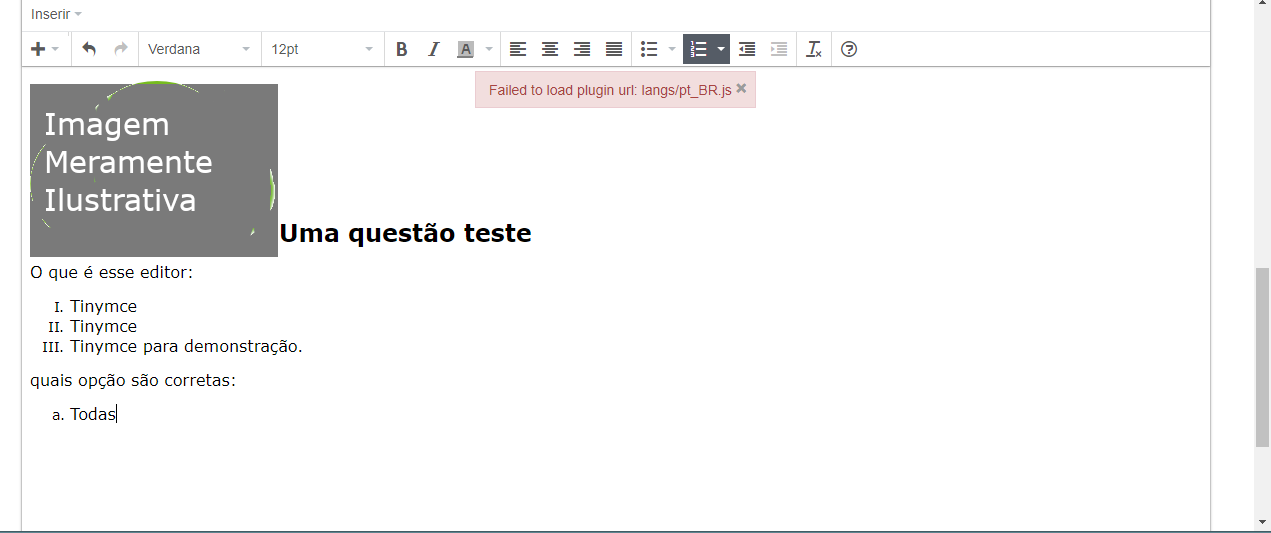 Inserir
Verdana 12pt B I A
Failed to load plugin url: langs/pt_BR.js ×
Imagem
Meramente
Ilustrativa
Uma questão teste
O que é esse editor:
I. Tinymce
II. Tinymce
III. Tinymce para demonstração.
quais opção são corretas:
a. Todas